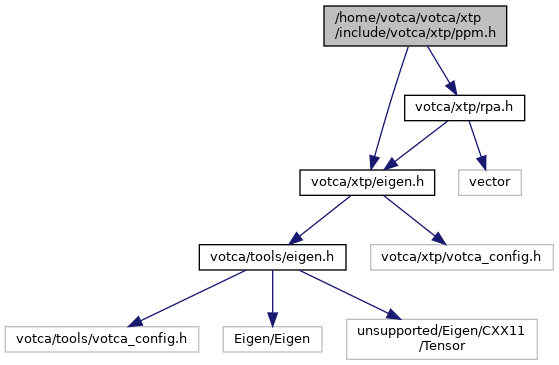 /home/votca/votca/xtp
/include/votca/xtp/ppm.h
votca/xtp/rpa.h
votca/xtp/eigen.h
vector
votca/tools/eigen.h
votca/xtp/votca_config.h
votca/tools/votca_config.h
Eigen/Eigen
unsupported/Eigen/CXX11
/Tensor